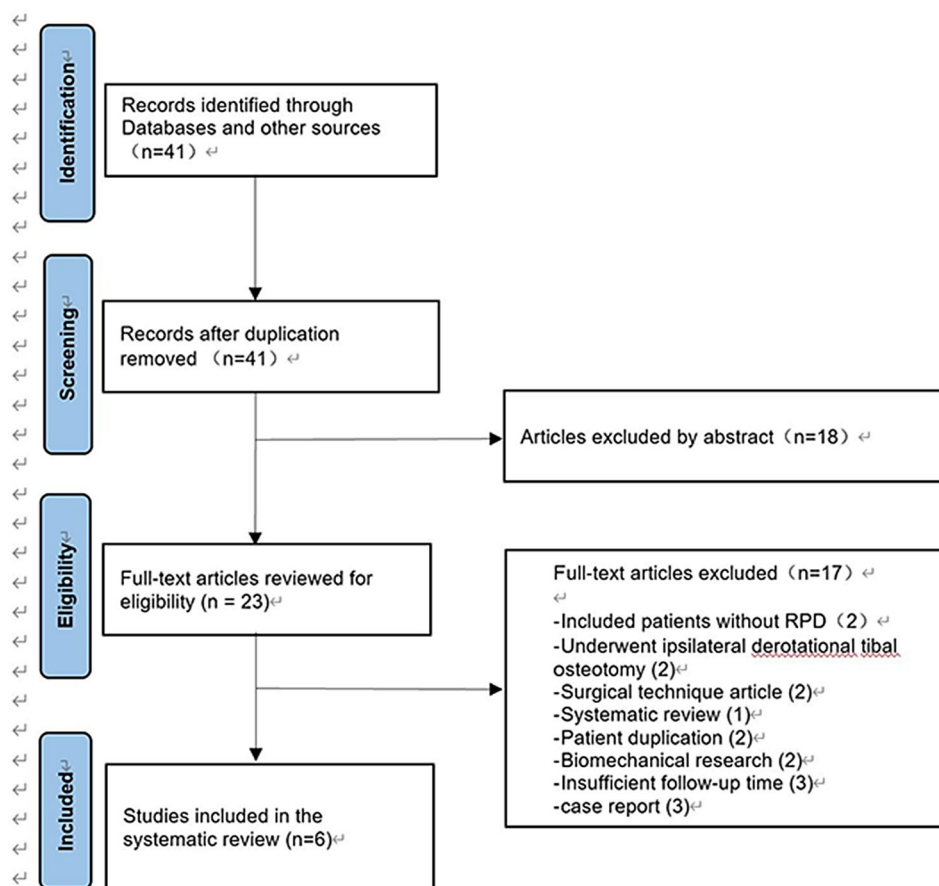 Identification
Records identified through
Databases and other sources
（n=41）
Screening
Records after duplication
removed （n=41）
Articles excluded by abstract（n=18）
Eligibility
Full-text articles reviewed for
eligibility (n = 23)
Full-text articles excluded（n=17）
-Included patients without RPD（2）
-Underwent ipsilateral derotational tibal
osteotomy (2)
-Surgical technique article (2)
-Systematic review (1)
-Patient duplication (2)
-Biomechanical research (2)
-Insufficient follow-up time (3)
-case report (3)
Included
Studies included in the
systematic review (n=6)